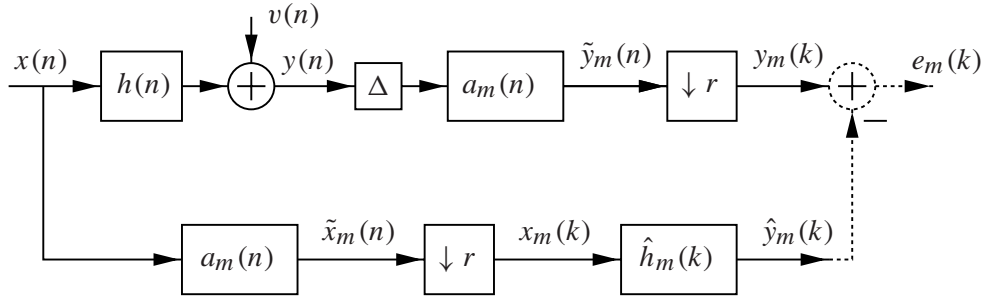 v(n)
x(n) h(n) + y(n) Δ a_m(n) ỹ_m(n) ↓ r y_m(k) + e_m(k)
−
a_m(n) x̃_m(n) ↓ r x_m(k) ĥ_m(k) ŷ_m(k)